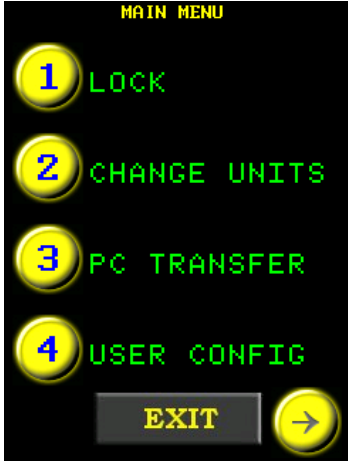 MAIN MENU
1 LOCK
2 CHANGE UNITS
3 PC TRANSFER
4 USER CONFIG
EXIT